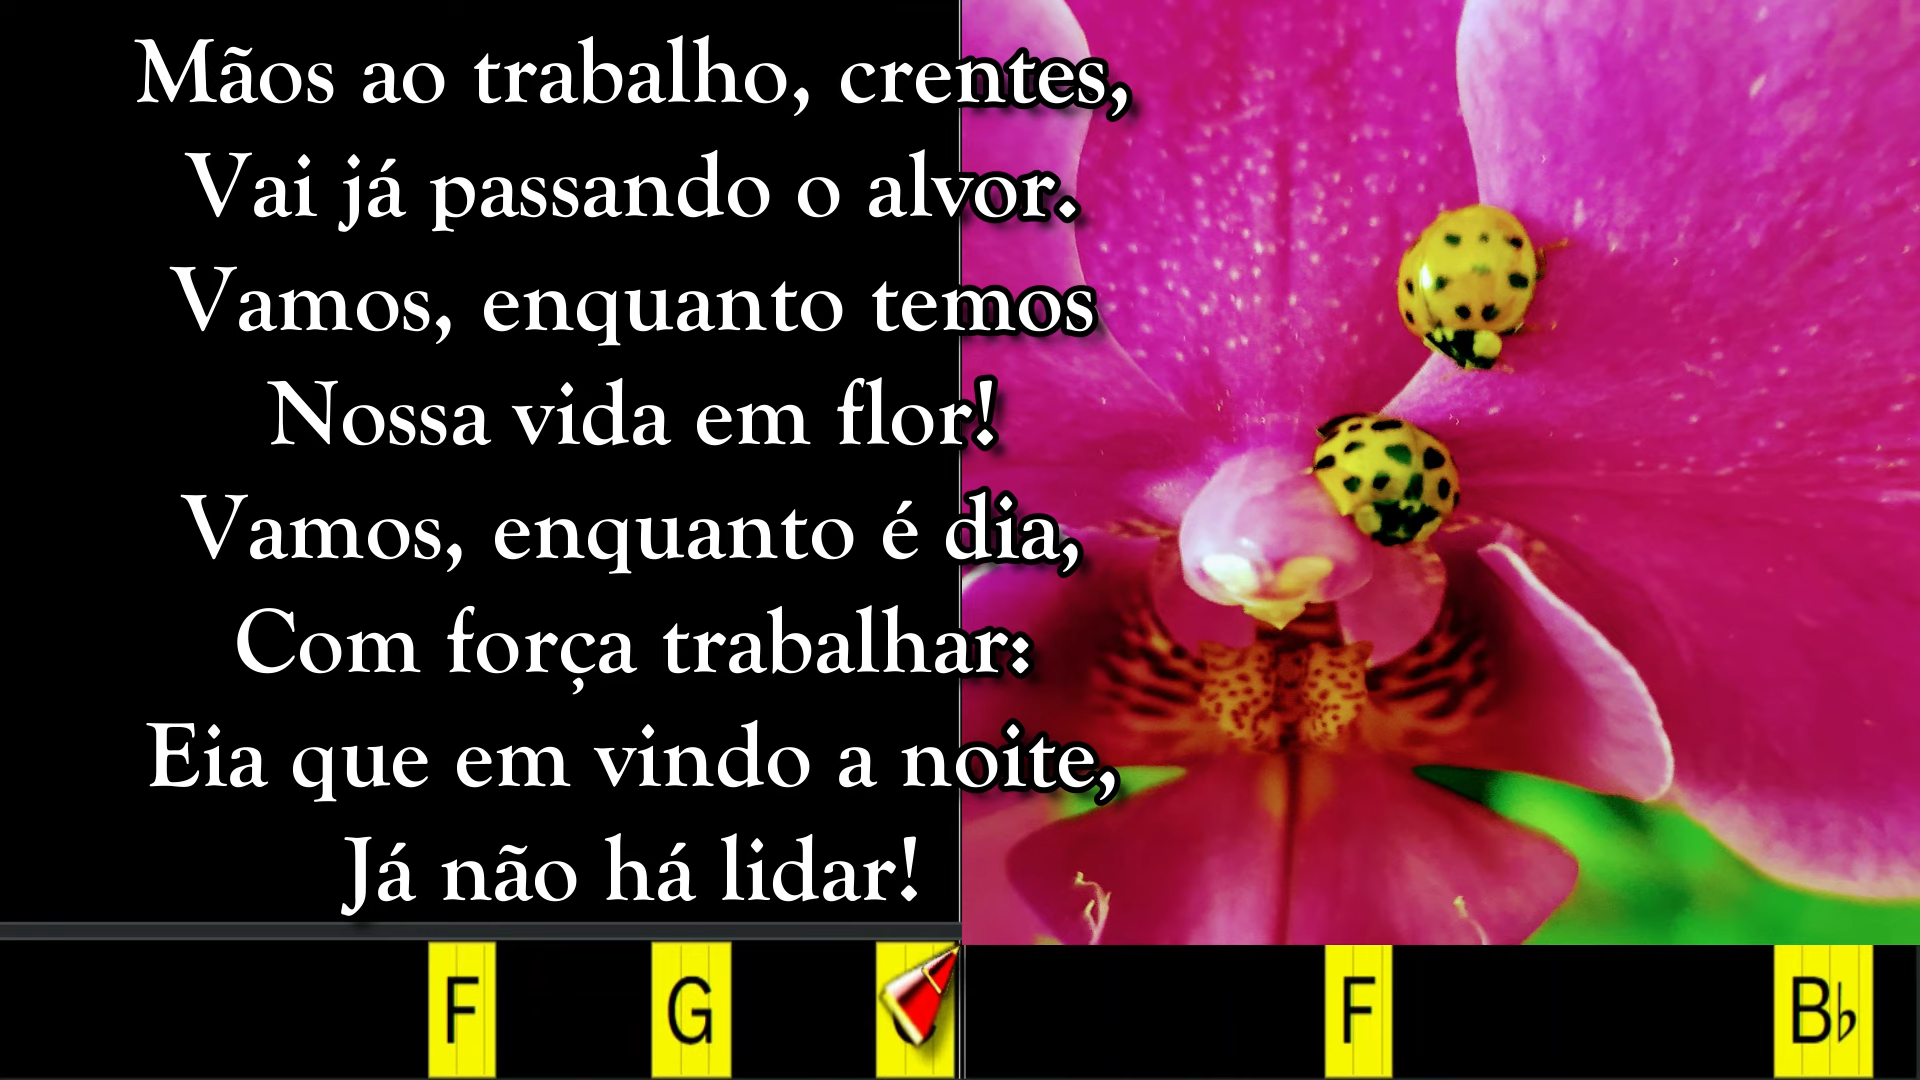 Mãos ao trabalho, crentes,
Vai já passando o alvor.
Vamos, enquanto temos
Nossa vida em flor!
Vamos, enquanto é dia,
Com força trabalhar:
Eia que em vindo a noite,
Já não há lidar!
F G F B♭